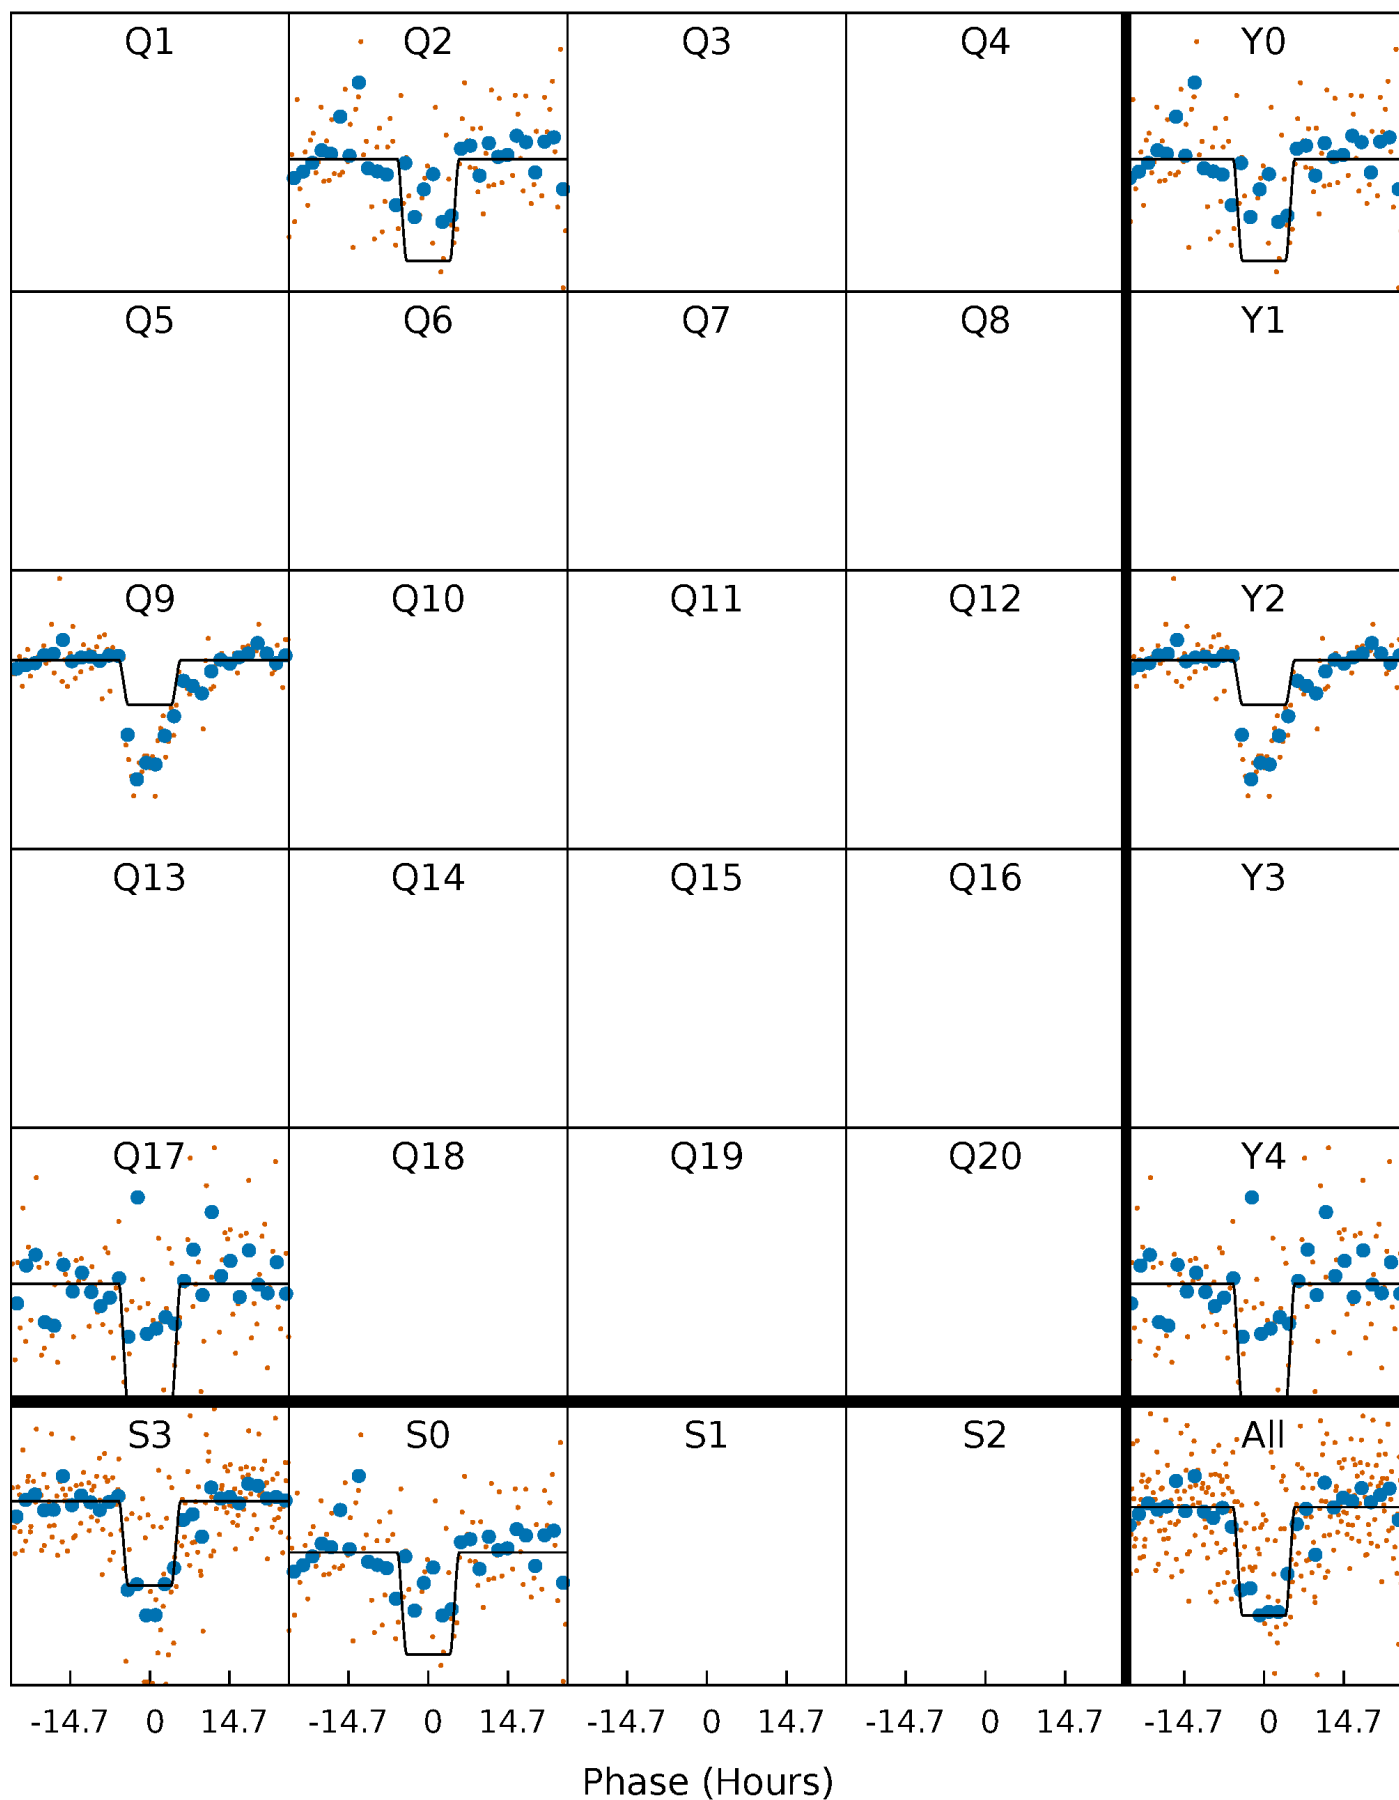 Q1 Q2 Q3 Q4 Y0
Q5 Q6 Q7 Q8 Y1
Q9 Q10 Q11 Q12 Y2
Q13 Q14 Q15 Q16 Y3
Q17 Q18 Q19 Q20 Y4
S3 S0 S1 S2 All
-14.7 0 14.7 -14.7 0 14.7 -14.7 0 14.7 -14.7 0 14.7 -14.7 0 14.7
Phase (Hours)